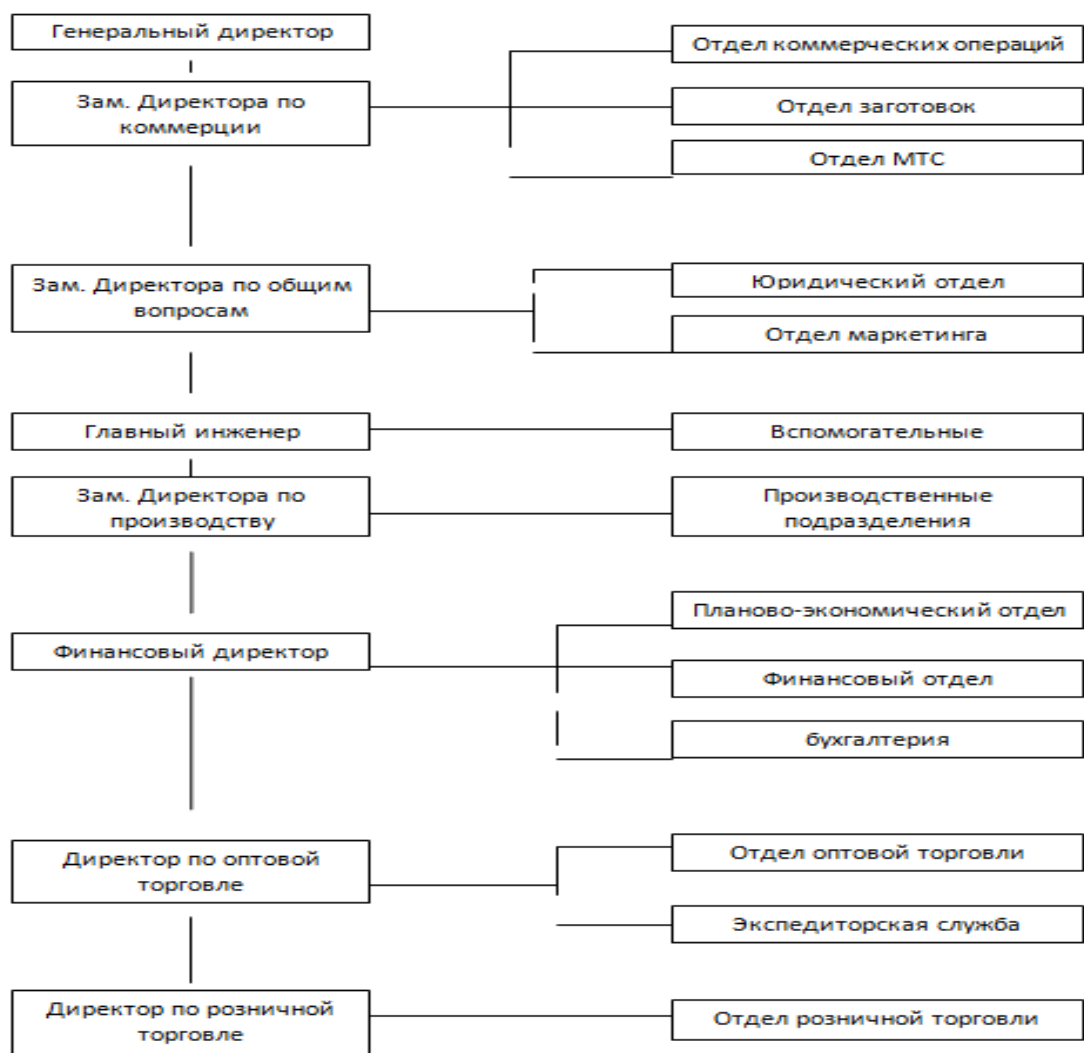 Генеральный директор
Отдел коммерческих операций
Зам. Директора по
коммерции
Отдел заготовок
Отдел МТС
Зам. Директора по общим
вопросам
Юридический отдел
Отдел маркетинга
Главный инженер
Вспомогательные
Зам. Директора по
производству
Производственные
подразделения
Планово-экономический отдел
Финансовый директор
Финансовый отдел
бухгалтерия
Директор по оптовой
торговле
Отдел оптовой торговли
Экспедиторская служба
Директор по розничной
торговле
Отдел розничной торговли